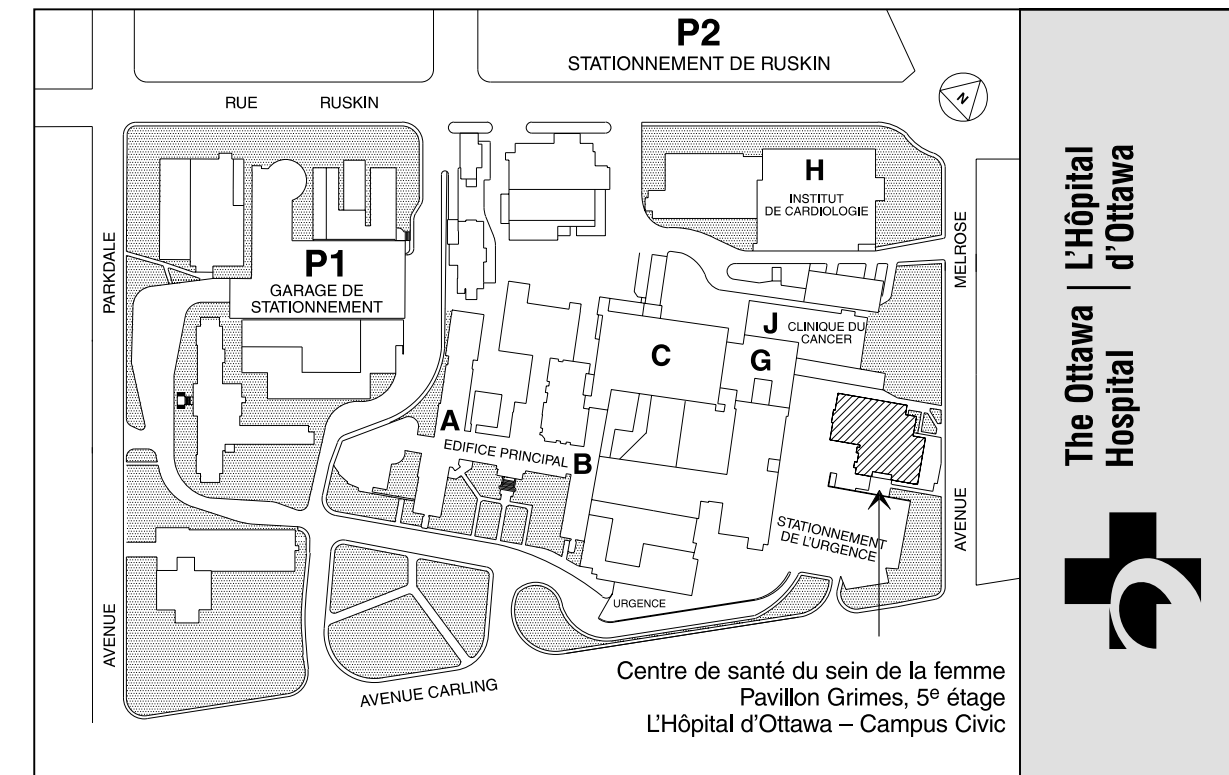 P2
STATIONNEMENT DE RUSKIN
RUE RUSKIN
N
H
INSTITUT
DE CARDIOLOGIE
PARKDALE
MELROSE
P1
GARAGE DE
STATIONNEMENT
J CLINIQUE DU
CANCER
C
G
A
EDIFICE PRINCIPAL
B
STATIONNEMENT
DE L'URGENCE
AVENUE
URGENCE
AVENUE
AVENUE CARLING
Centre de santé du sein de la femme
Pavillon Grimes, 5e étage
L'Hôpital d'Ottawa – Campus Civic
The Ottawa | L'Hôpital
Hospital | d'Ottawa